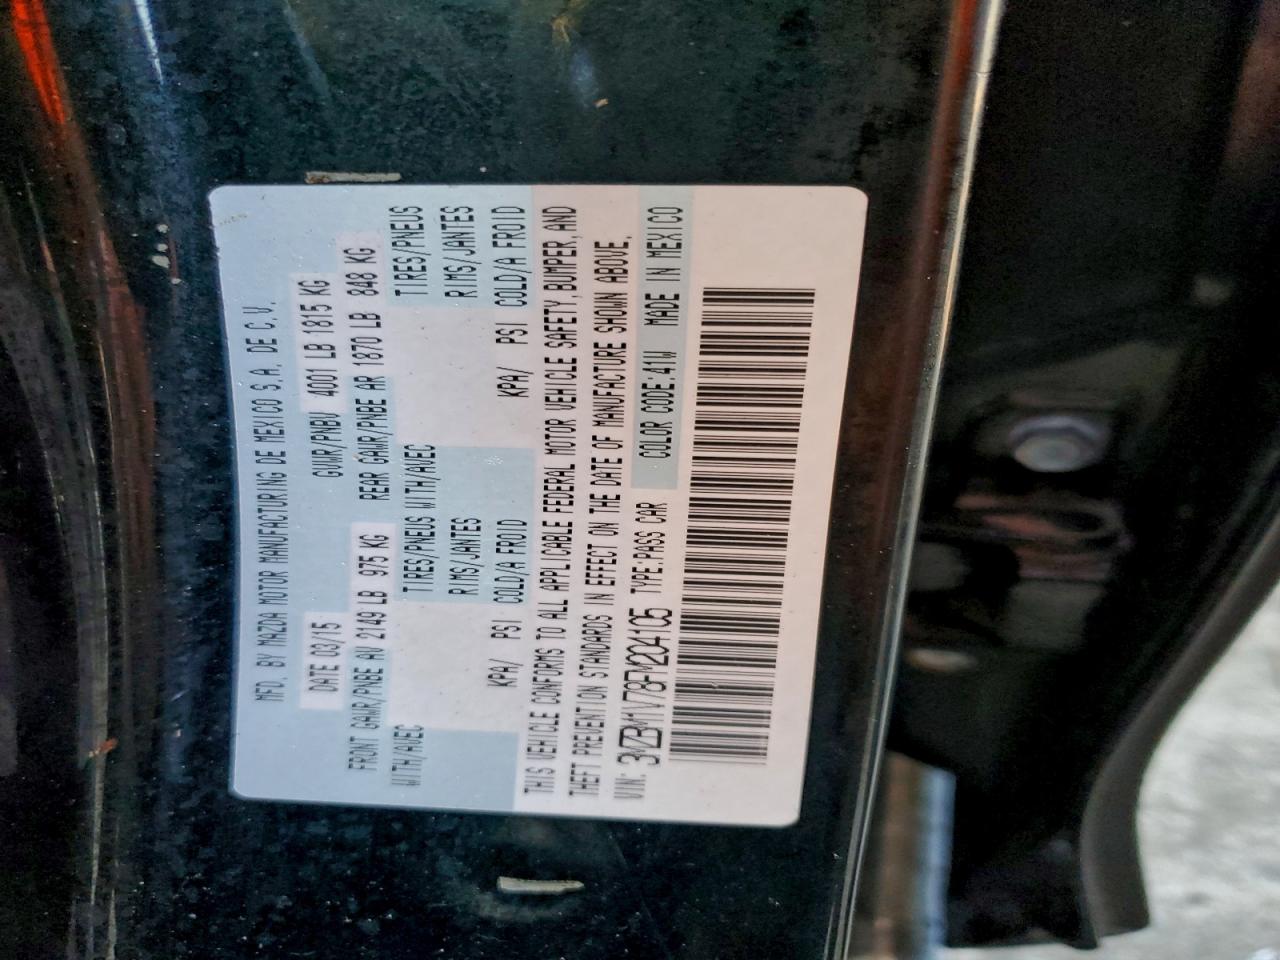 MFD. BY MAZDA MOTOR MANUFACTURING DE MEXICO S.A. DE C.V.
DATE 03/15 GVWR/PNBV 4001 LB 1815 KG
FRONT GAWR/PNBE AV 2149 LB 975 KG REAR GAWR/PNBE AR 1870 LB 848 KG
WITH/AVEC TIRES/PNEUS WITH/AVEC TIRES/PNEUS
RIMS/JANTES RIMS/JANTES
KPA/ PSI COLD/A FROID KPA/ PSI COLD/A FROID
THIS VEHICLE CONFORMS TO ALL APPLICABLE FEDERAL MOTOR VEHICLE SAFETY, BUMPER, AND
THEFT PREVENTION STANDARDS IN EFFECT ON THE DATE OF MANUFACTURE SHOWN ABOVE.
VIN: 3MZBM1V78FM204105 TYPE:PASS CAR COLOR CODE:41W MADE IN MEXICO